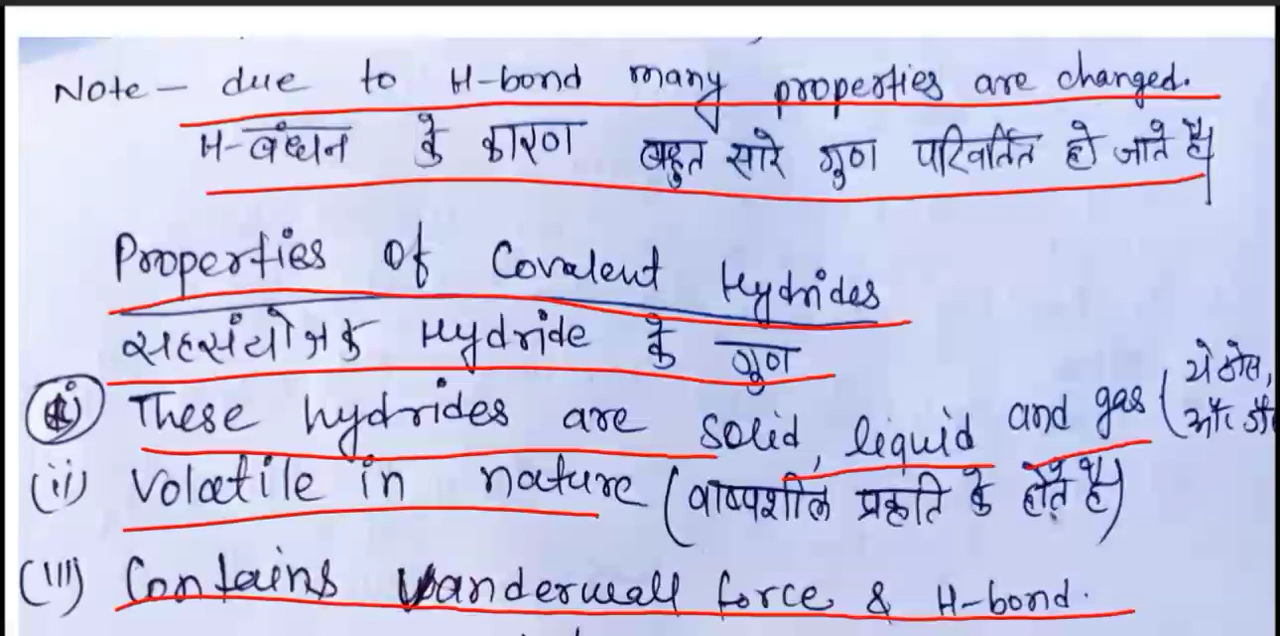 Note - due to H-bond many properties are changed.
H-बंधन के कारण बहुत सारे गुण परिवर्तित हो जाते है।
Properties of Covalent Hydrides
सहसंयोजक Hydride के गुण
(i) These hydrides are solid, liquid and gas (ये ठोस,
और
(ii) Volatile in nature (वाष्पशील प्रकृति के होते है)
(iii) Contains Vanderwall force & H-bond.